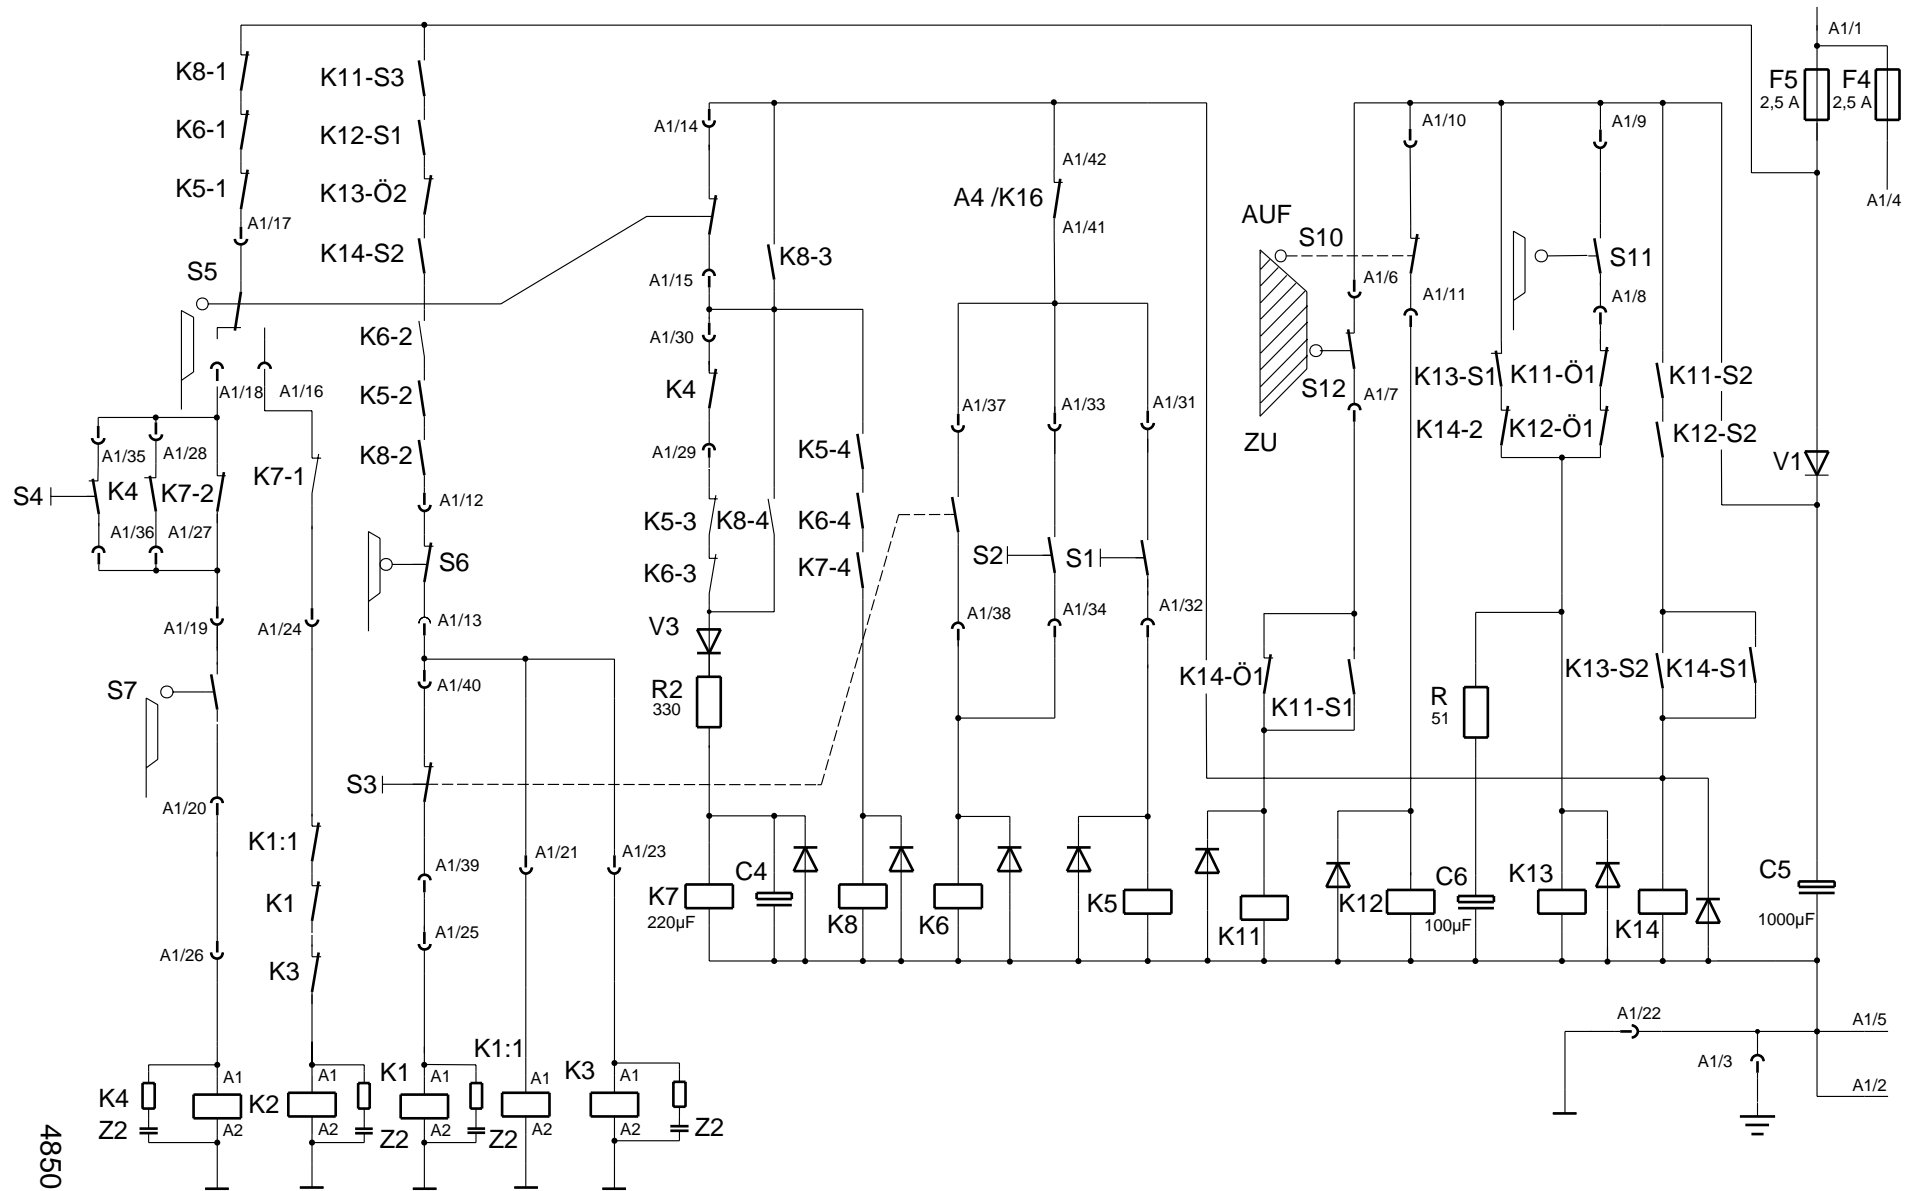 A1/1
K8-1
K11-S3
F5
2,5 A
F4
2,5 A
K6-1
K12-S1
A1/14
A1/10
A1/9
K5-1
K13-Ö2
A1/42
A4 /K16
A1/4
A1/17
K14-S2
A1/41
AUF
S10
S5
K8-3
S11
A1/15
A1/6
A1/11
A1/8
K6-2
A1/30
S12
A1/18
A1/16
K5-2
K4
A1/7
K13-S1
K11-Ö1
K11-S2
A1/37
A1/33
A1/31
K14-2
K12-Ö1
K12-S2
ZU
A1/35
A1/28
K8-2
A1/29
K5-4
V1
S4
K4
K7-2
K7-1
A1/12
K5-3
K8-4
K6-4
A1/36
A1/27
S6
S2
S1
K6-3
K7-4
A1/19
A1/24
A1/13
V3
A1/38
A1/34
A1/32
S7
A1/40
R2
330
K14-Ö1
K11-S1
R
51
K13-S2
K14-S1
S3
A1/20
K1:1
A1/39
A1/21
A1/23
C4
K7
220µF
K8
K6
K5
K11
K12
C6
100µF
K13
K14
C5
1000µF
K1
A1/25
A1/26
K3
A1/22
A1/5
K1:1
A1/3
K4
Z2
A1
A2
K2
A1
A2
Z2
K1
A1
A2
Z2
A1
A2
K3
A1
A2
Z2
A1/2
4850